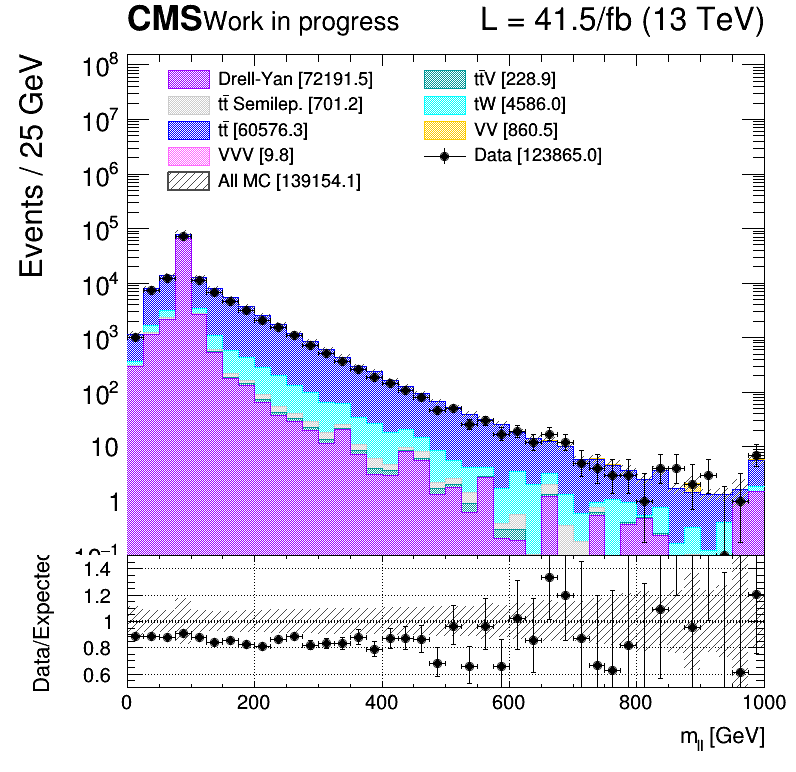 CMS Work in progress L = 41.5/fb (13 TeV)
Events / 25 GeV
10⁸
10⁷
10⁶
10⁵
10⁴
10³
10²
10
1
10⁻¹
Drell-Yan [72191.5]
tt̄ Semilep. [701.2]
tt̄ [60576.3]
VVV [9.8]
All MC [139154.1]
tt̄V [228.9]
tW [4586.0]
VV [860.5]
Data [123865.0]
Data/Expected
1.4
1.2
1
0.8
0.6
0 200 400 600 800 1000
m_ll [GeV]